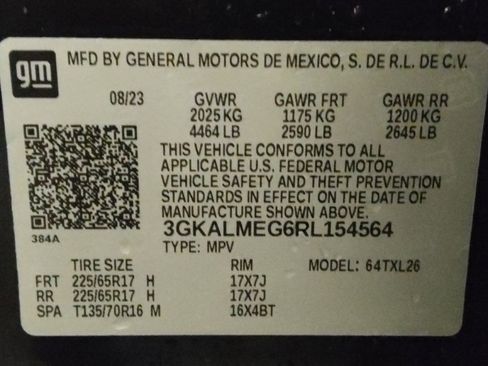 gm
MFD BY GENERAL MOTORS DE MEXICO, S. DE R.L. DE C.V.
08/23 GVWR GAWR FRT GAWR RR
2025 KG 1175 KG 1200 KG
4464 LB 2590 LB 2645 LB
THIS VEHICLE CONFORMS TO ALL
APPLICABLE U.S. FEDERAL MOTOR
VEHICLE SAFETY AND THEFT PREVENTION
STANDARDS IN EFFECT ON THE DATE OF
MANUFACTURE SHOWN ABOVE.
384A
3GKALMEG6RL154564
TYPE: MPV
TIRE SIZE RIM MODEL: 64TXL26
FRT 225/65R17 H 17X7J
RR 225/65R17 H 17X7J
SPA T135/70R16 M 16X4BT